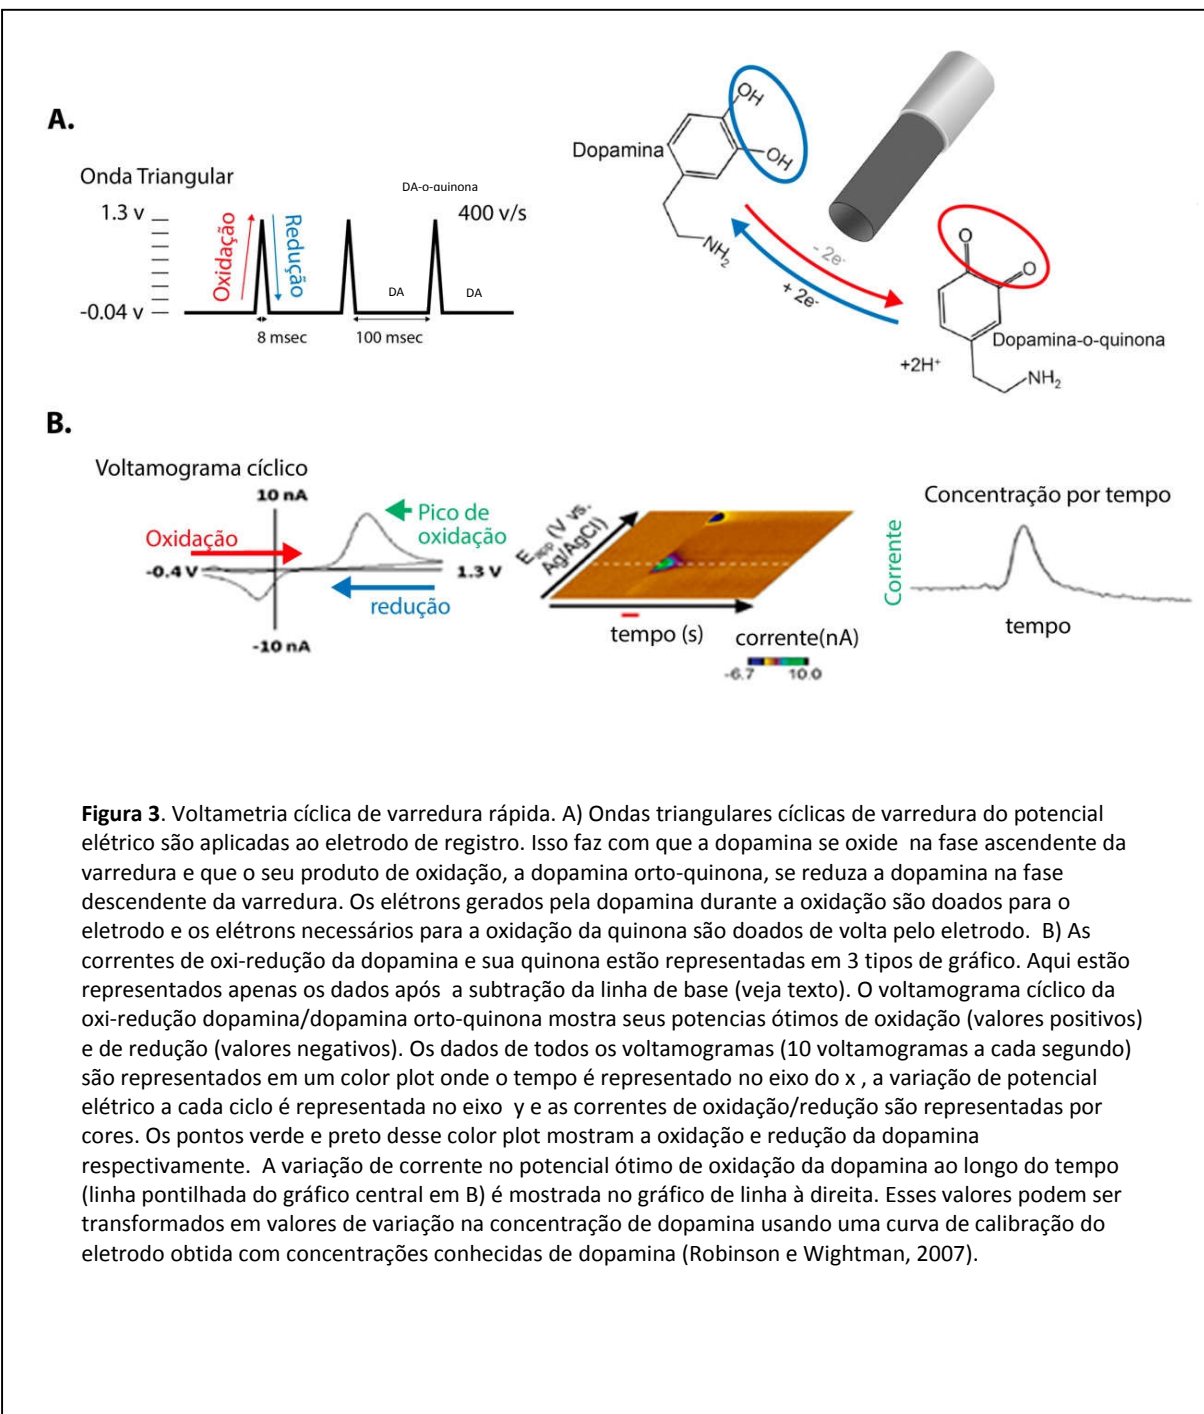 A.
Onda Triangular
1.3 v
-0.04 v
Oxidação
Redução
DA-o-quinona
400 v/s
DA
DA
8 msec
100 msec
Dopamina
OH
OH
NH2
- 2e-
+ 2e-
O
O
Dopamina-o-quinona
+2H+
NH2
B.
Voltamograma cíclico
10 nA
Oxidação
Pico de
oxidação
-0.4 V
1.3 V
redução
-10 nA
Eapp (V vs.
Ag/AgCl)
tempo (s)
corrente(nA)
-6.7
10.0
Concentração por tempo
Corrente
tempo
Figura 3. Voltametria cíclica de varredura rápida. A) Ondas triangulares cíclicas de varredura do potencial
elétrico são aplicadas ao eletrodo de registro. Isso faz com que a dopamina se oxide na fase ascendente da
varredura e que o seu produto de oxidação, a dopamina orto-quinona, se reduza a dopamina na fase
descendente da varredura. Os elétrons gerados pela dopamina durante a oxidação são doados para o
eletrodo e os elétrons necessários para a oxidação da quinona são doados de volta pelo eletrodo. B) As
correntes de oxi-redução da dopamina e sua quinona estão representadas em 3 tipos de gráfico. Aqui estão
representados apenas os dados após a subtração da linha de base (veja texto). O voltamograma cíclico da
oxi-redução dopamina/dopamina orto-quinona mostra seus potencias ótimos de oxidação (valores positivos)
e de redução (valores negativos). Os dados de todos os voltamogramas (10 voltamogramas a cada segundo)
são representados em um color plot onde o tempo é representado no eixo do x , a variação de potencial
elétrico a cada ciclo é representada no eixo y e as correntes de oxidação/redução são representadas por
cores. Os pontos verde e preto desse color plot mostram a oxidação e redução da dopamina
respectivamente. A variação de corrente no potencial ótimo de oxidação da dopamina ao longo do tempo
(linha pontilhada do gráfico central em B) é mostrada no gráfico de linha à direita. Esses valores podem ser
transformados em valores de variação na concentração de dopamina usando uma curva de calibração do
eletrodo obtida com concentrações conhecidas de dopamina (Robinson e Wightman, 2007).